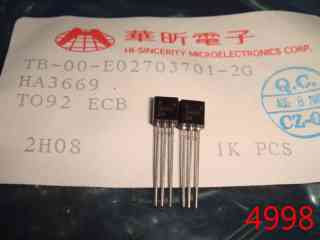 華昕電子
HI-SINCERITY MICROELECTRONICS CORP.
TB-00-E02703701-2G
HA3669
TO92 ECB
2H08
1K PCS
Q.C.
CZ-0
4998